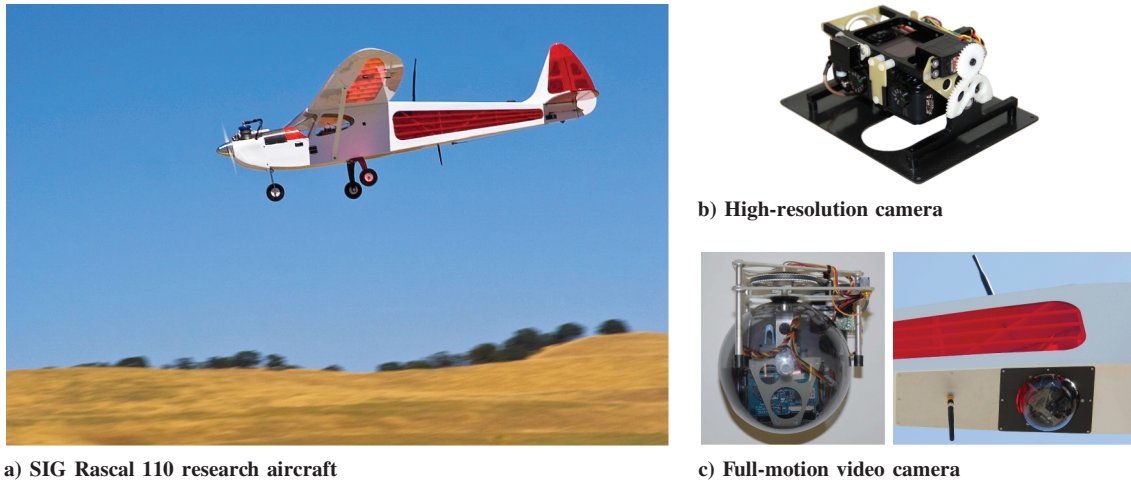 b) High-resolution camera
a) SIG Rascal 110 research aircraft
c) Full-motion video camera